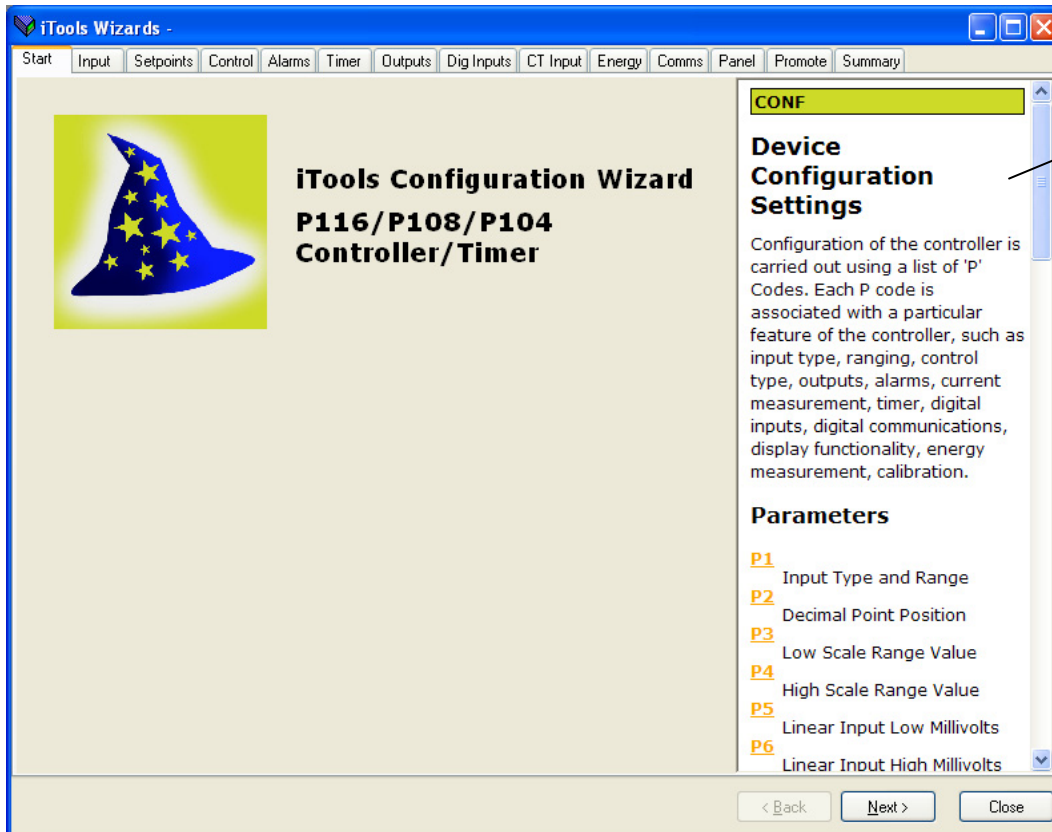 iTools Wizards -
Start Input Setpoints Control Alarms Timer Outputs Dig Inputs CT Input Energy Comms Panel Promote Summary
iTools Configuration Wizard
P116/P108/P104
Controller/Timer
CONF
Device
Configuration
Settings
Configuration of the controller is
carried out using a list of 'P'
Codes. Each P code is
associated with a particular
feature of the controller, such as
input type, ranging, control
type, outputs, alarms, current
measurement, timer, digital
inputs, digital communications,
display functionality, energy
measurement, calibration.
Parameters
P1
Input Type and Range
P2
Decimal Point Position
P3
Low Scale Range Value
P4
High Scale Range Value
P5
Linear Input Low Millivolts
P6
Linear Input High Millivolts
< Back Next > Close